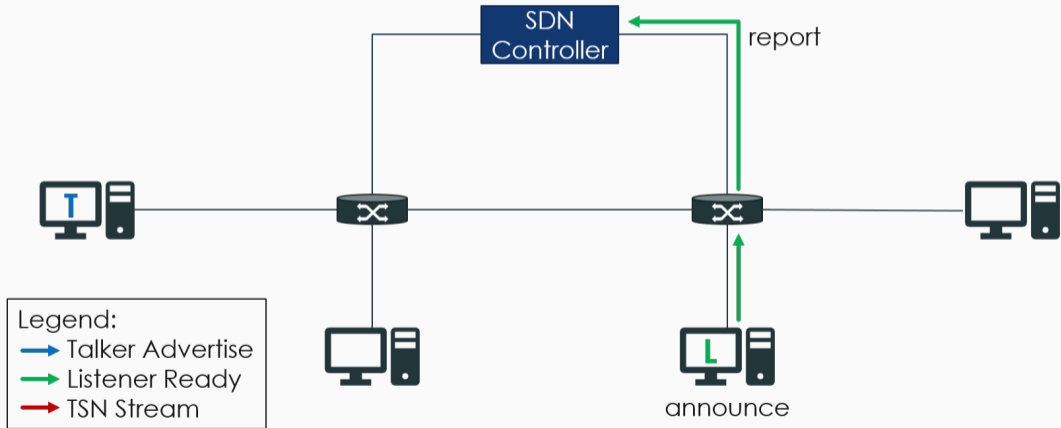 SDN
Controller
report
T
L
announce
Legend:
Talker Advertise
Listener Ready
TSN Stream